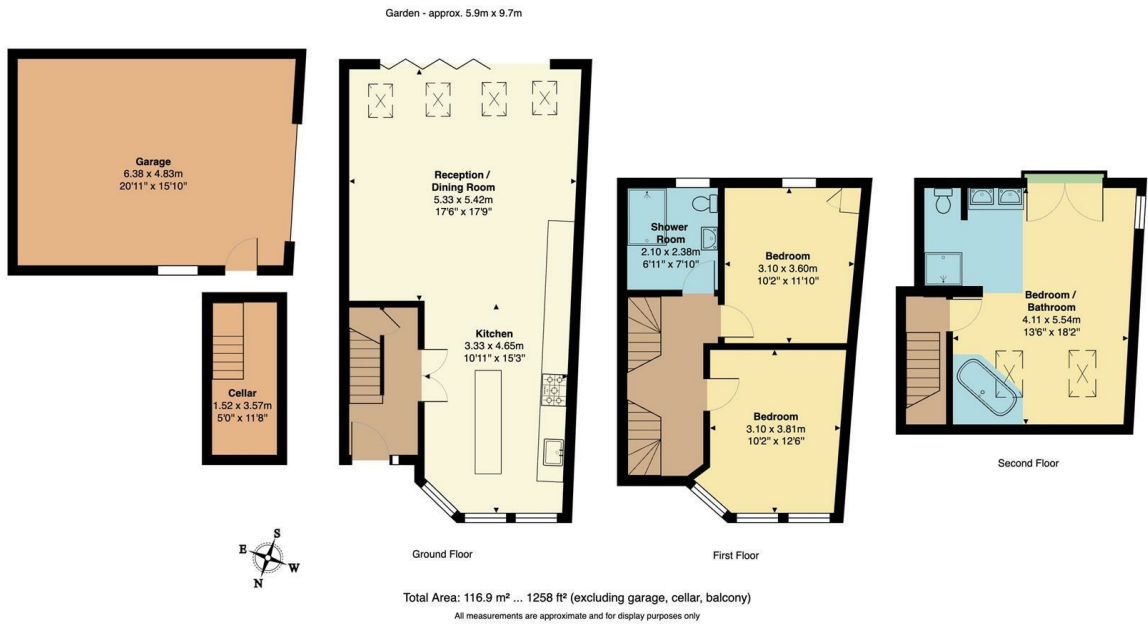 Garden - approx. 5.9m x 9.7m
Garage
6.38 x 4.83m
20'11" x 15'10"
Reception /
Dining Room
5.33 x 5.42m
17'6" x 17'9"
Shower
Room
2.10 x 2.38m
6'11" x 7'10"
Bedroom
3.10 x 3.60m
10'2" x 11'10"
Bedroom /
Bathroom
4.11 x 5.54m
13'6" x 18'2"
Kitchen
3.33 x 4.65m
10'11" x 15'3"
Cellar
1.52 x 3.57m
5'0" x 11'8"
Bedroom
3.10 x 3.81m
10'2" x 12'6"
Second Floor
S
E
W
N
Ground Floor
First Floor
Total Area: 116.9 m² ... 1258 ft² (excluding garage, cellar, balcony)
All measurements are approximate and for display purposes only